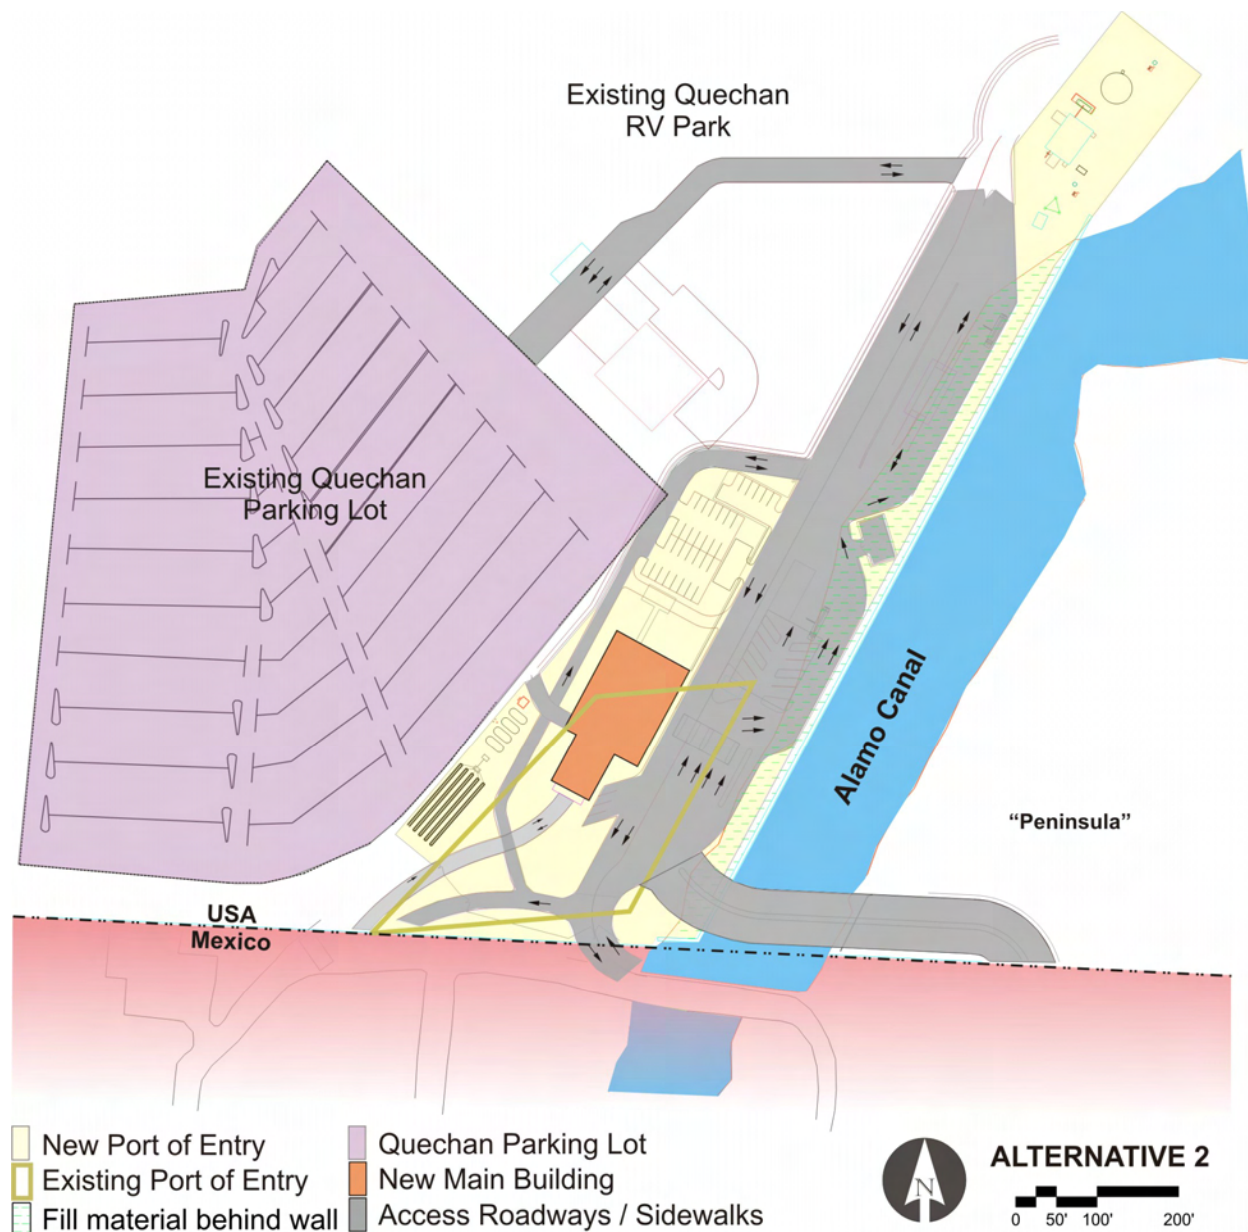 Existing Quechan
RV Park
Existing Quechan
Parking Lot
Alamo Canal
“Peninsula”
USA
Mexico
New Port of Entry
Existing Port of Entry
Fill material behind wall
Quechan Parking Lot
New Main Building
Access Roadways / Sidewalks
N
ALTERNATIVE 2
0 50' 100' 200'